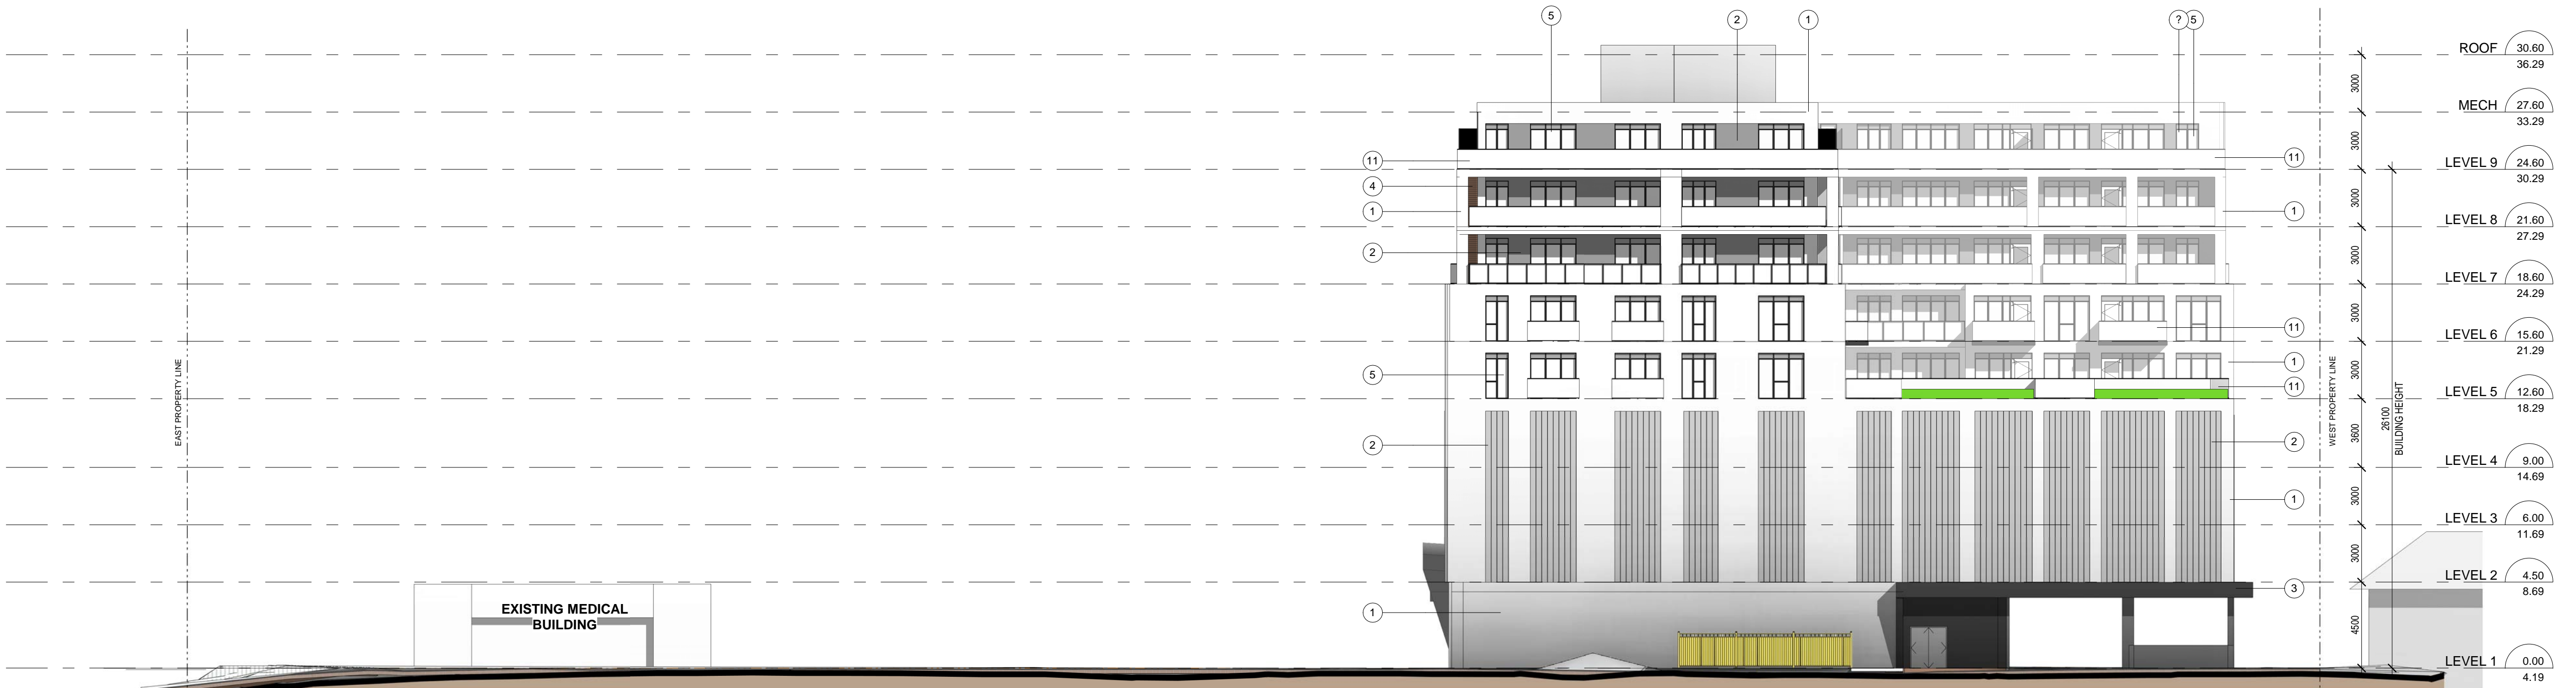 5
2
1
?
5
ROOF 30.60
36.29
3000
MECH 27.60
33.29
3000
11
11
LEVEL 9 24.60
30.29
4
3000
1
1
LEVEL 8 21.60
27.29
2
3000
LEVEL 7 18.60
24.29
3000
11
LEVEL 6 15.60
21.29
1
3000
5
11
LEVEL 5 12.60
18.29
EAST PROPERTY LINE
WEST PROPERTY LINE
26100
BUILDING HEIGHT
2
2
3600
LEVEL 4 9.00
14.69
3000
1
LEVEL 3 6.00
11.69
3000
LEVEL 2 4.50
8.69
3
EXISTING MEDICAL
BUILDING
1
4500
LEVEL 1 0.00
4.19